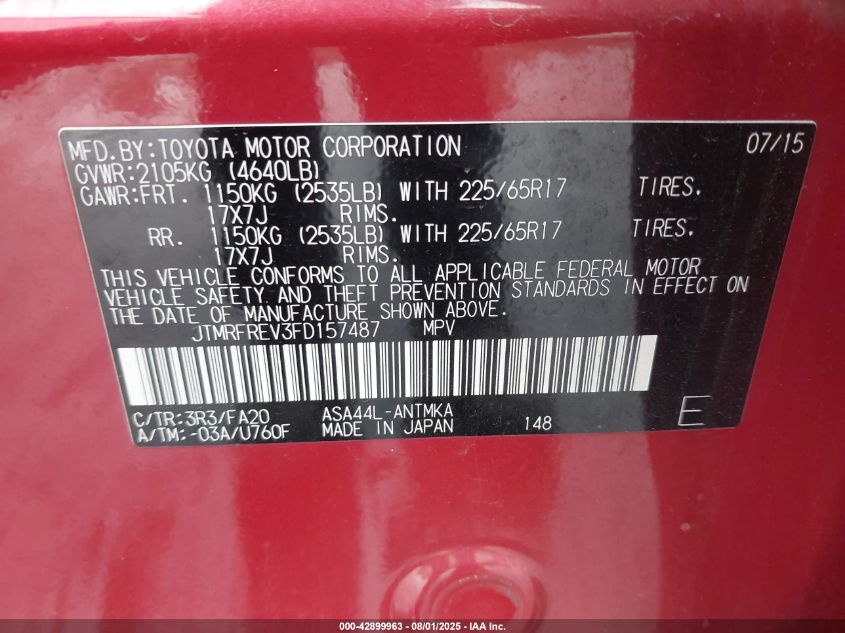 MFD.BY:TOYOTA MOTOR CORPORATION 07/15
GVWR:2105KG (4640LB)
GAWR:FRT. 1150KG (2535LB) WITH 225/65R17 TIRES.
17X7J RIMS.
RR. 1150KG (2535LB) WITH 225/65R17 TIRES.
17X7J RIMS.
THIS VEHICLE CONFORMS TO ALL APPLICABLE FEDERAL MOTOR
VEHICLE SAFETY AND THEFT PREVENTION STANDARDS IN EFFECT ON
THE DATE OF MANUFACTURE SHOWN ABOVE.
JTMRFREV3FD157487 MPV
C/TR:3R3/FA20 ASA44L-ANTMKA
A/TM:-03A/U760F MADE IN JAPAN 148 E
000-42899963 - 08/01/2025 - IAA Inc.